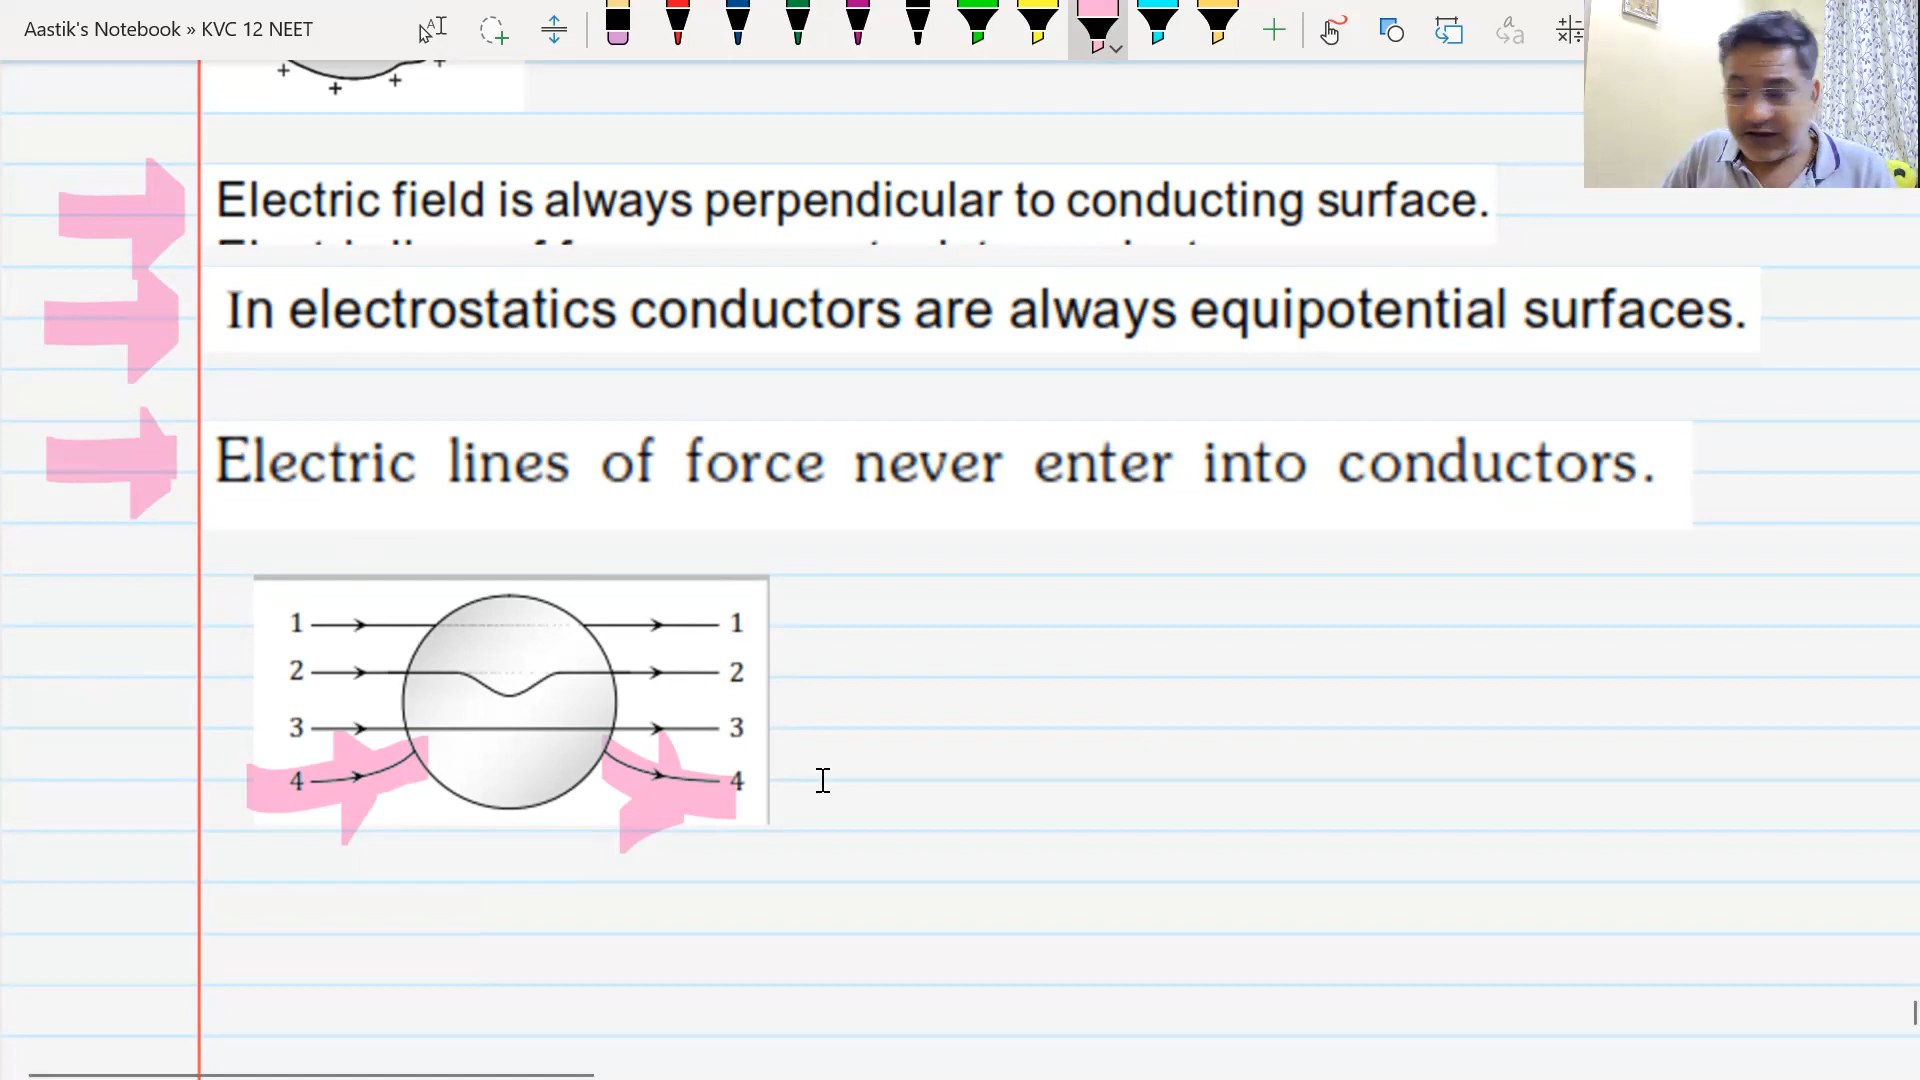 Aastik's Notebook » KVC 12 NEET
+ + + +
Electric field is always perpendicular to conducting surface.
In electrostatics conductors are always equipotential surfaces.
Electric lines of force never enter into conductors.
1 1
2 2
3 3
4 4